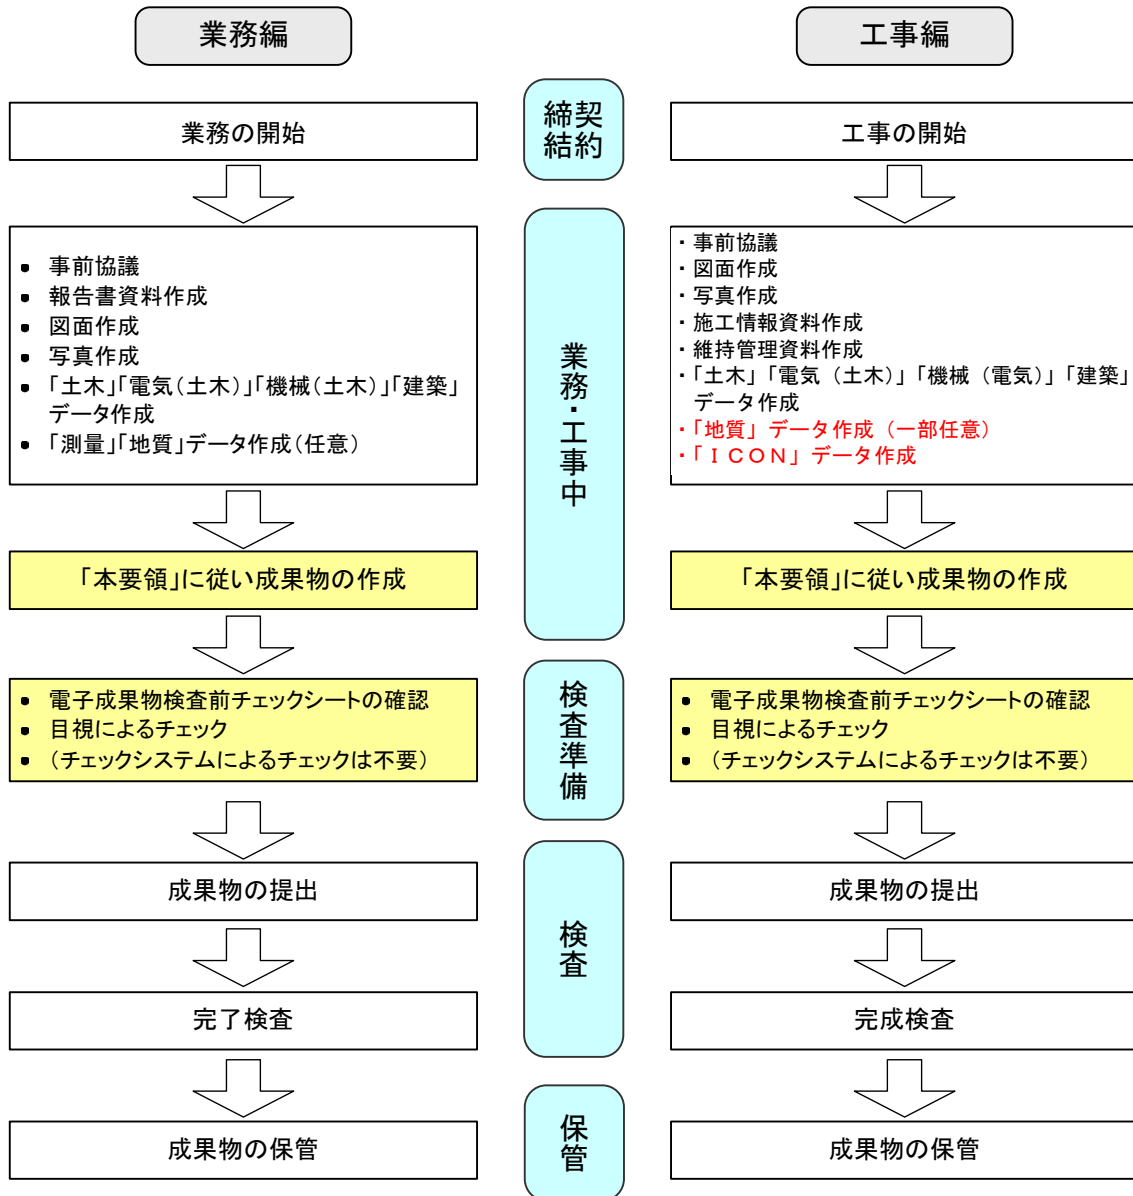 業務編
業務の開始
・ 事前協議
・ 報告書資料作成
・ 図面作成
・ 写真作成
・ 「土木」「電気(土木)」「機械(土木)」「建築」
データ作成
・ 「測量」「地質」データ作成(任意)
「本要領」に従い成果物の作成
・ 電子成果物検査前チェックシートの確認
・ 目視によるチェック
・ (チェックシステムによるチェックは不要)
成果物の提出
完了検査
成果物の保管
契約
締結
業務・工事中
検査準備
検査
保管
工事編
工事の開始
・事前協議
・図面作成
・写真作成
・施工情報資料作成
・維持管理資料作成
・「土木」「電気（土木）」「機械（電気）」「建築」
データ作成
・「地質」データ作成（一部任意）
・「ＩＣＯＮ」データ作成
「本要領」に従い成果物の作成
・ 電子成果物検査前チェックシートの確認
・ 目視によるチェック
・ (チェックシステムによるチェックは不要)
成果物の提出
完成検査
成果物の保管